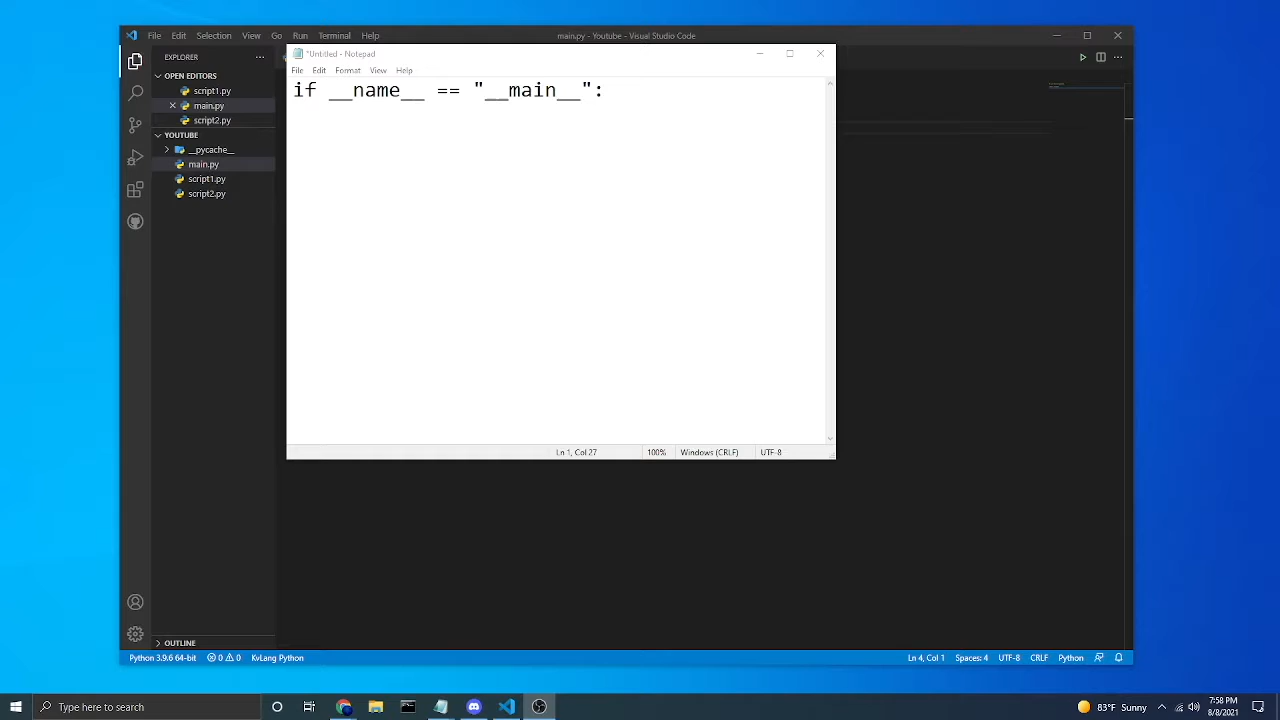 File Edit Selection View Go Run Terminal Help
main.py - Youtube - Visual Studio Code
EXPLORER
OPEN EDITORS
script1.py
main.py
script2.py
YOUTUBE
__pycache__
main.py
script1.py
script2.py
OUTLINE
*Untitled - Notepad
File Edit Format View Help
if __name__ == "__main__":
Ln 1, Col 27
100%
Windows (CRLF)
UTF-8
Python 3.9.6 64-bit
0
0
KvLang Python
Ln 4, Col 1
Spaces: 4
UTF-8
CRLF
Python
Type here to search
83°F Sunny
7:58 PM
8/8/2021